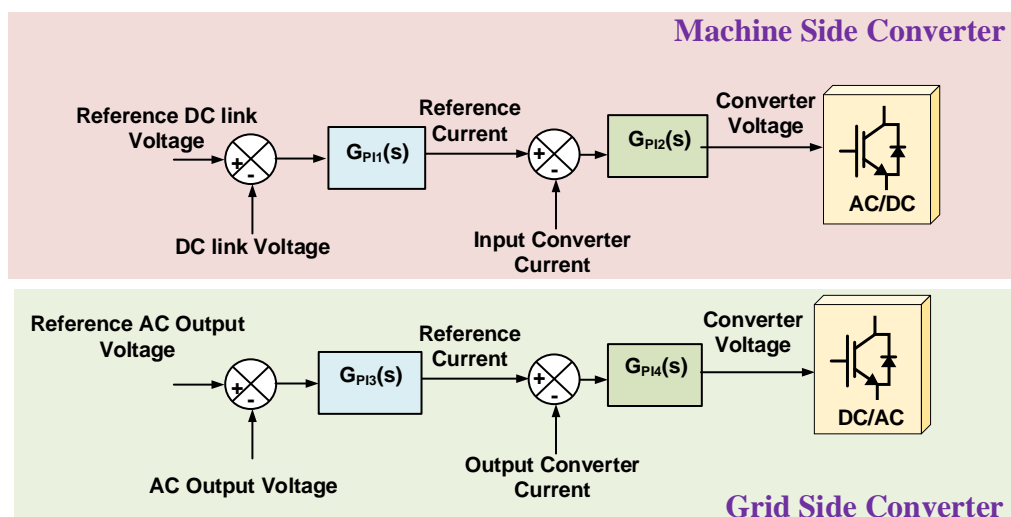 Machine Side Converter
Reference DC link
Voltage
+
-
DC link Voltage
GPI1(s)
Reference
Current
+
-
Input Converter
Current
GPI2(s)
Converter
Voltage
AC/DC
Reference AC Output
Voltage
+
-
AC Output Voltage
GPI3(s)
Reference
Current
+
-
Output Converter
Current
GPI4(s)
Converter
Voltage
DC/AC
Grid Side Converter